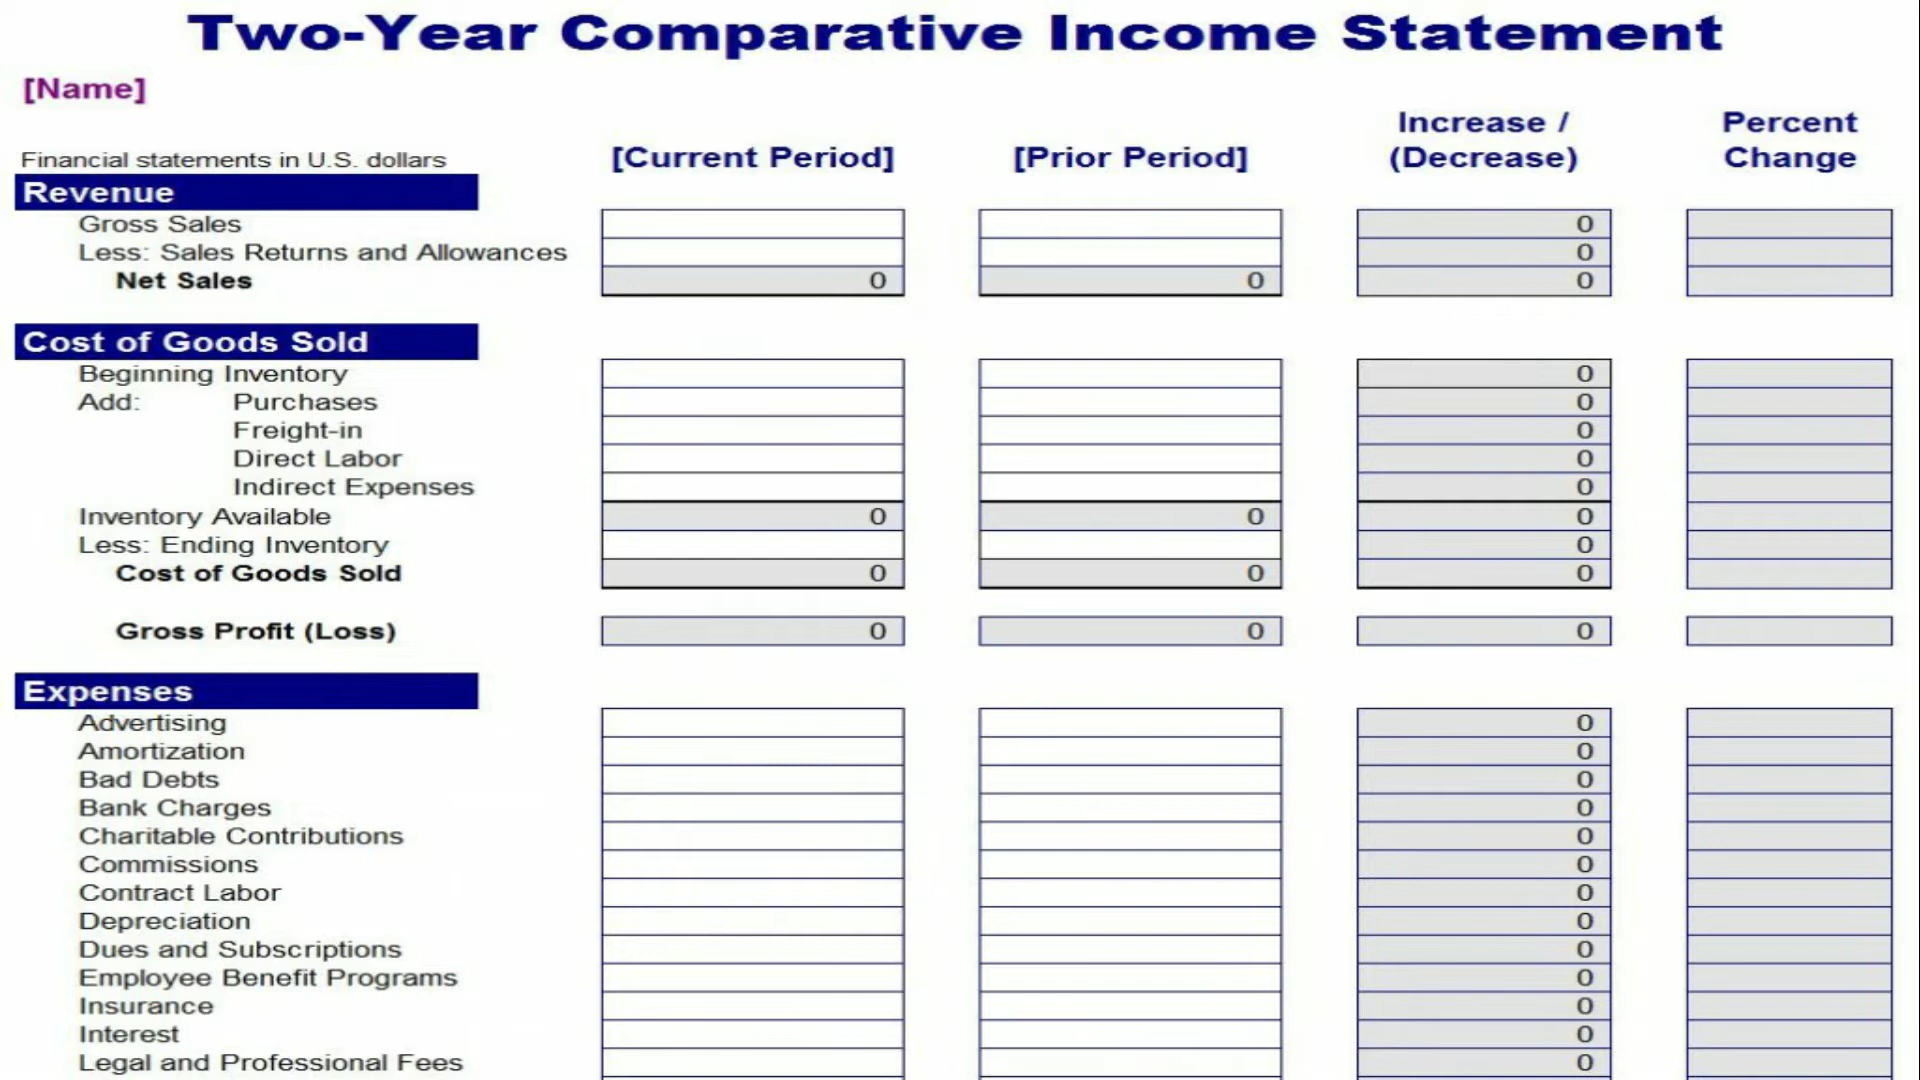 Two-Year Comparative Income Statement
[Name]
Increase / Percent
Financial statements in U.S. dollars [Current Period] [Prior Period] (Decrease) Change
Revenue
Gross Sales 0
Less: Sales Returns and Allowances 0
Net Sales 0 0 0
Cost of Goods Sold
Beginning Inventory 0
Add: Purchases 0
Freight-in 0
Direct Labor 0
Indirect Expenses 0
Inventory Available 0 0 0
Less: Ending Inventory 0
Cost of Goods Sold 0 0 0
Gross Profit (Loss) 0 0 0
Expenses
Advertising 0
Amortization 0
Bad Debts 0
Bank Charges 0
Charitable Contributions 0
Commissions 0
Contract Labor 0
Depreciation 0
Dues and Subscriptions 0
Employee Benefit Programs 0
Insurance 0
Interest 0
Legal and Professional Fees 0